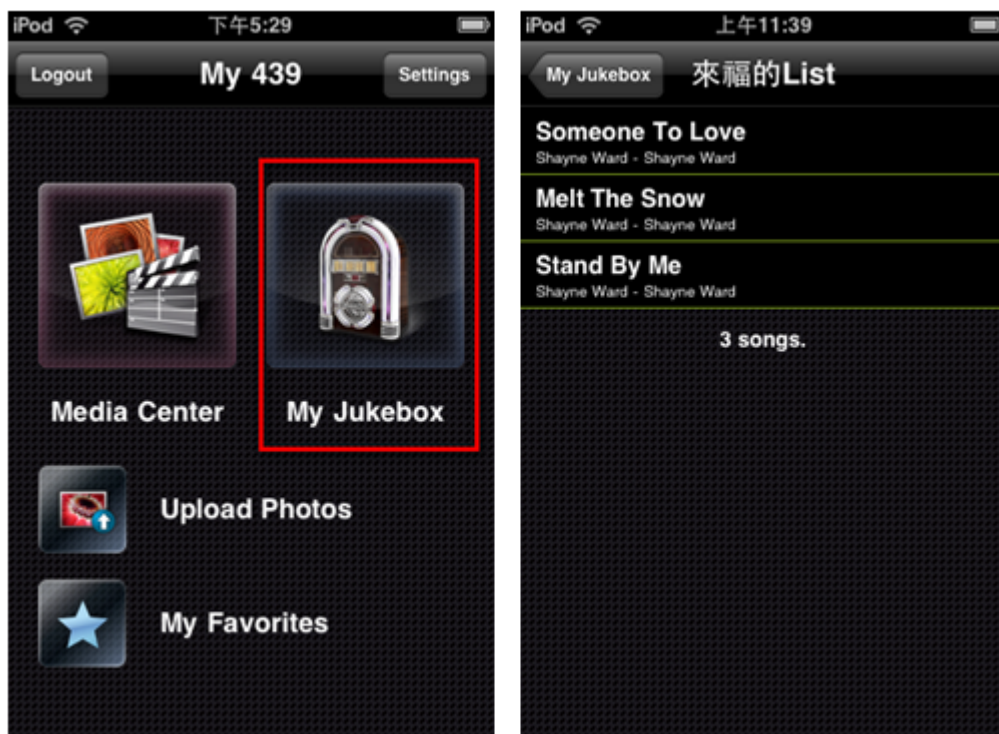 iPod 下午5:29
Logout My 439 Settings
Media Center My Jukebox
Upload Photos
My Favorites
iPod 上午11:39
My Jukebox 來福的List
Someone To Love
Shayne Ward - Shayne Ward
Melt The Snow
Shayne Ward - Shayne Ward
Stand By Me
Shayne Ward - Shayne Ward
3 songs.